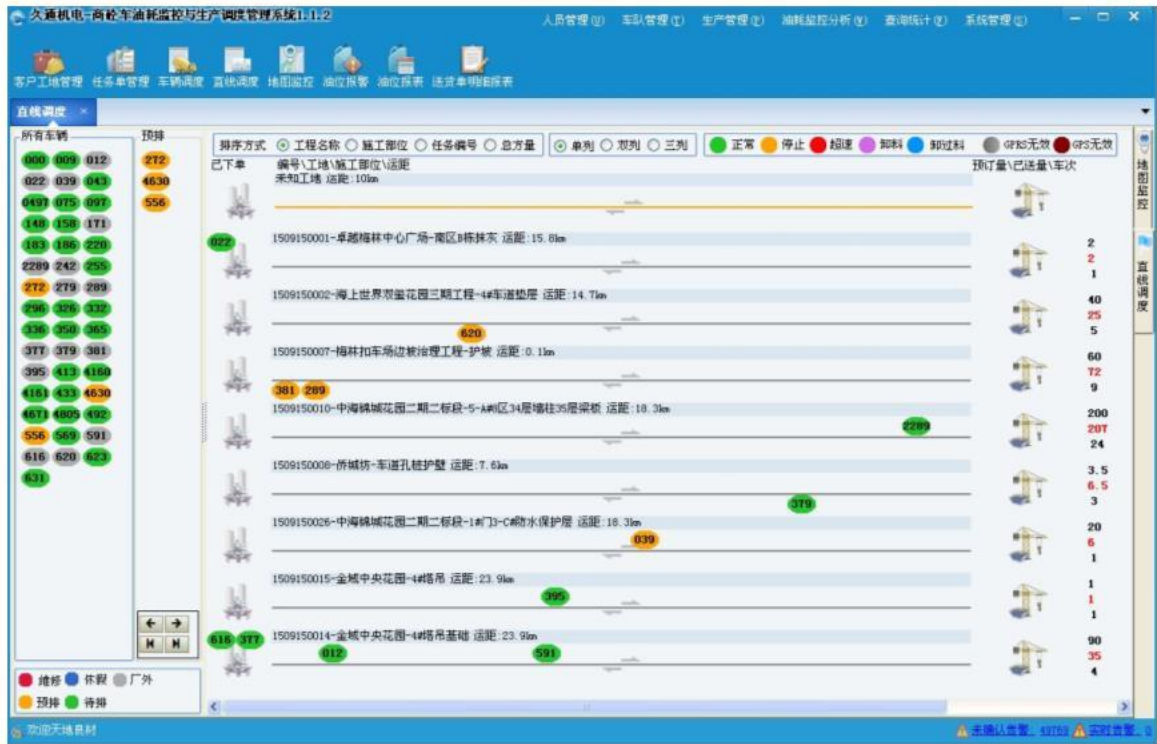 久通机电-商砼车油耗监控与生产调度管理系统1.1.2
人员管理(U) 车队管理(T) 生产管理(P) 油耗监控分析(Y) 查询统计(Q) 系统管理(S)
客户工地管理 任务单管理 车辆调度 直线调度 地图监控 油位报警 油位报表 送货单明细报表
直线调度
所有车辆 预排
排序方式 工程名称 施工部位 任务编号 总方量 单列 双列 三列 正常 停止 超速 卸料 卸过料 GPRS无效 GPS无效
已下单 编号\工地\施工部位\运距 预订量\已送量\车次
000 009 012
022 039 043
0497 075 097
148 158 171
183 186 220
2289 242 255
272 279 289
296 326 332
336 350 365
377 379 381
395 413 4160
4161 433 4630
4671 4805 492
556 569 591
616 620 623
631
272
4630
556
未知工地 运距:10km
022 1509150001-卓越梅林中心广场-南区B栋抹灰 运距:15.8km
2
2
1
1509150002-海上世界双玺花园三期工程-4#车道垫层 运距:14.7km
620
40
25
5
1509150007-梅林扣车场边坡治理工程-护坡 运距:0.1km
381 289
60
72
9
1509150010-中海锦城花园二期二标段-5-A#B区34层墙柱35层梁板 运距:18.3km
2289
200
207
24
1509150008-侨城坊-车道孔桩护壁 运距:7.6km
379
3.5
6.5
3
1509150026-中海锦城花园二期二标段-1#门3-C#防水保护层 运距:18.3km
039
20
6
1
1509150015-金城中央花园-4#塔吊 运距:23.9km
395
1
1
1
616 377 1509150014-金城中央花园-4#塔吊基础 运距:23.9km
012 591
90
35
4
维修 休假 厂外
预排 待排
地图监控
直线调度
欢迎天地良材
未确认告警: 49769 实时告警: 0